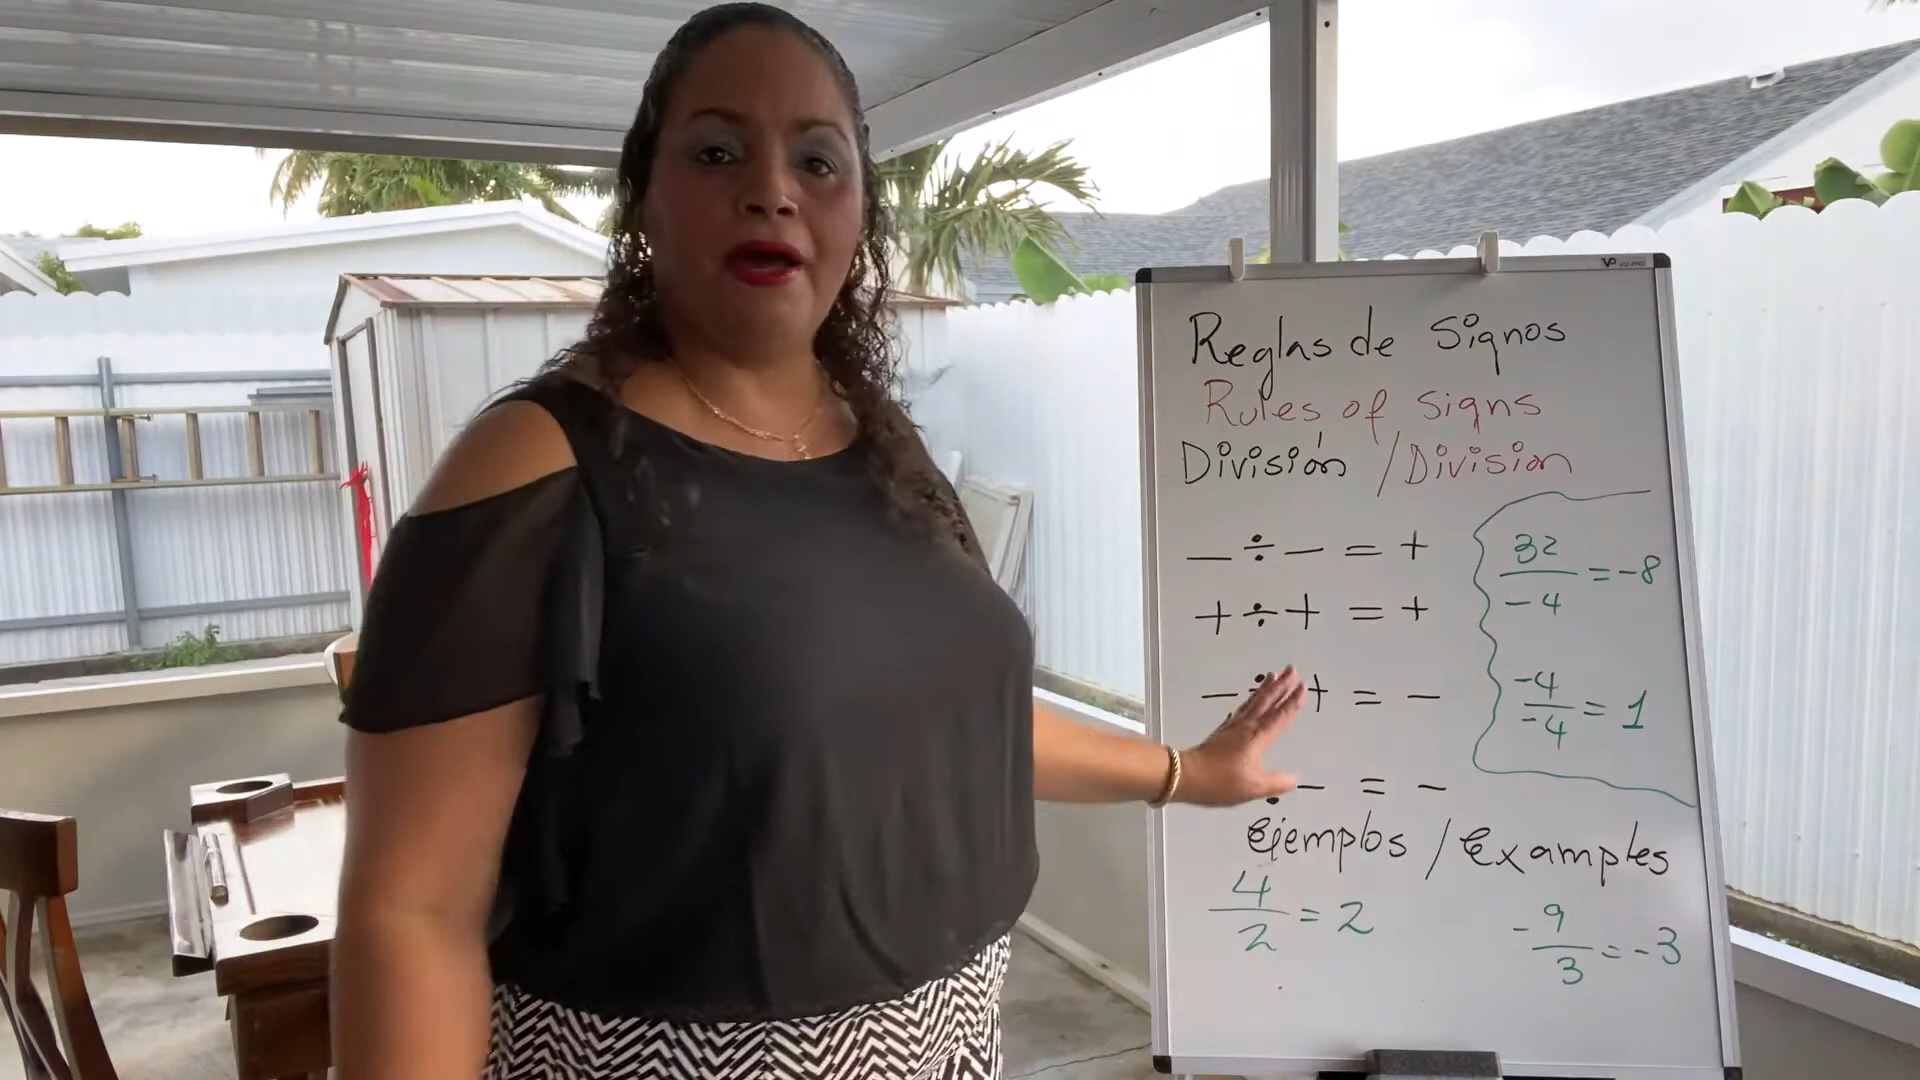 Reglas de Signos
Rules of signs
División / Division
— ÷ — = +
+ ÷ + = +
— ÷ + = —
÷ — = —
32
—— = -8
-4
-4
—— = 1
-4
Ejemplos / Examples
4
—— = 2
2
-9
—— = -3
3